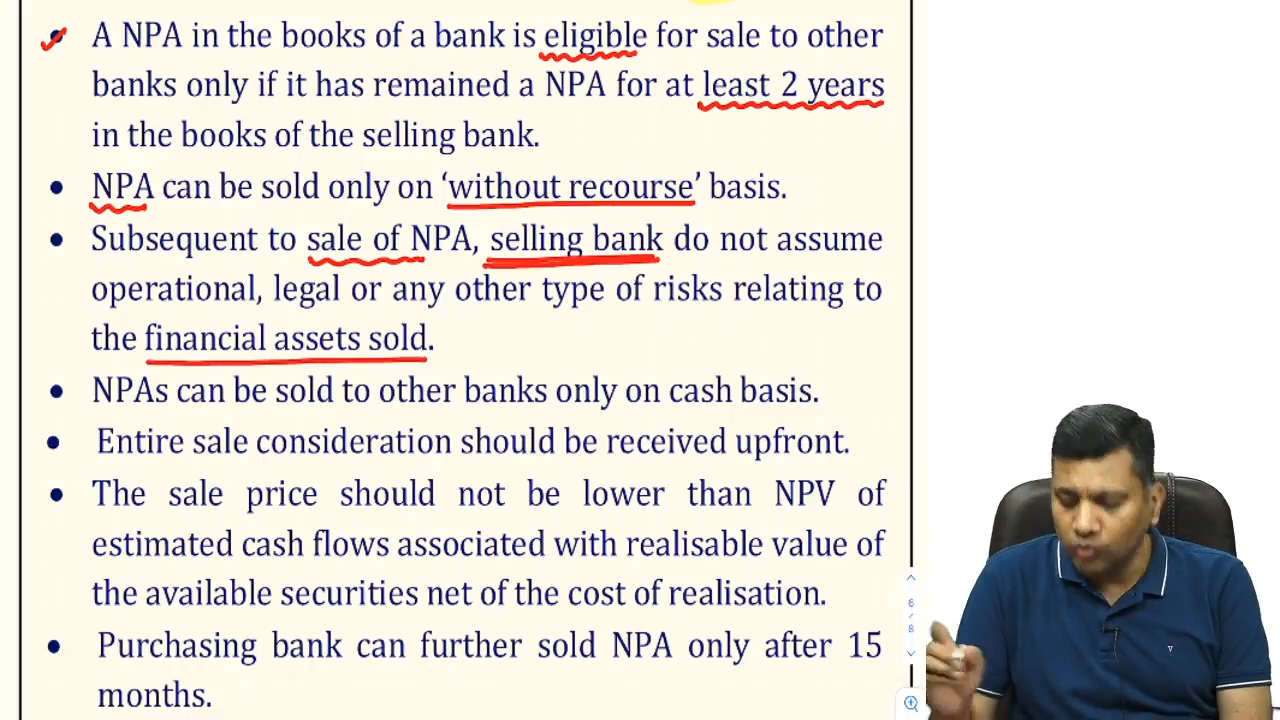 • A NPA in the books of a bank is eligible for sale to other
banks only if it has remained a NPA for at least 2 years
in the books of the selling bank.
• NPA can be sold only on ‘without recourse’ basis.
• Subsequent to sale of NPA, selling bank do not assume
operational, legal or any other type of risks relating to
the financial assets sold.
• NPAs can be sold to other banks only on cash basis.
• Entire sale consideration should be received upfront.
• The sale price should not be lower than NPV of
estimated cash flows associated with realisable value of
the available securities net of the cost of realisation.
• Purchasing bank can further sold NPA only after 15
months.
6
/
8